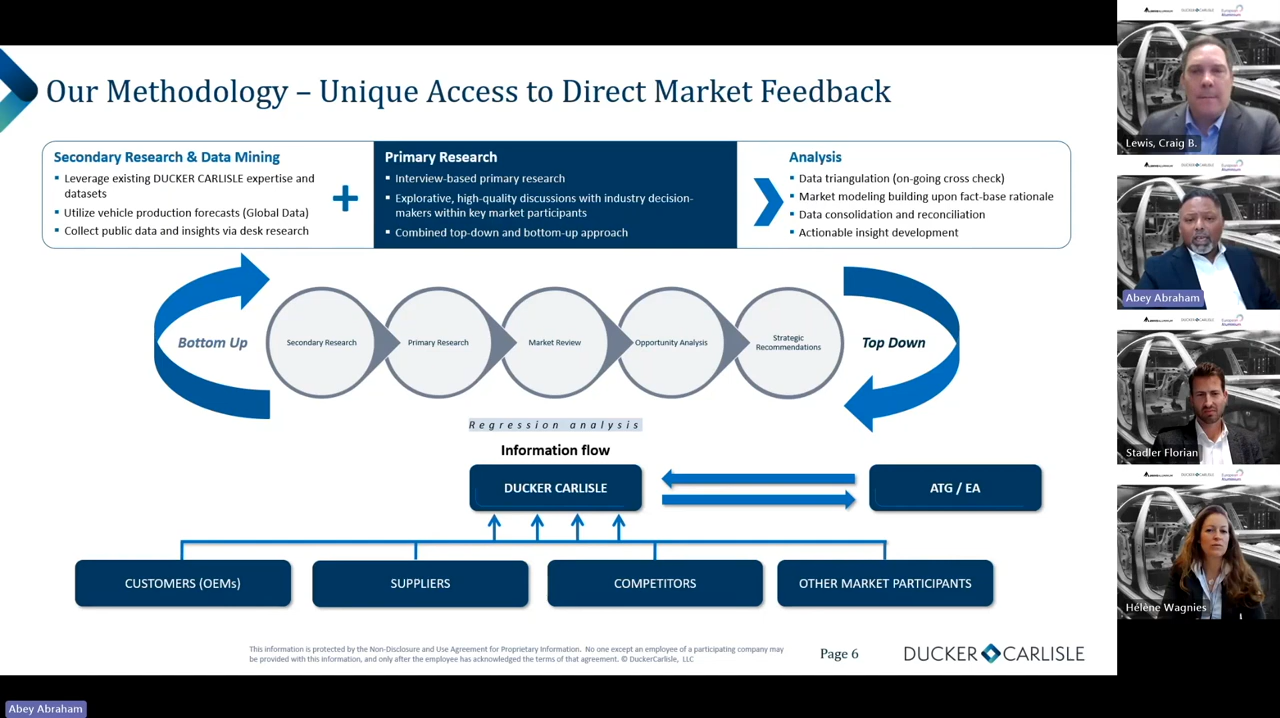 Our Methodology – Unique Access to Direct Market Feedback
Secondary Research & Data Mining
▪ Leverage existing DUCKER CARLISLE expertise and
datasets
▪ Utilize vehicle production forecasts (Global Data)
▪ Collect public data and insights via desk research
+
Primary Research
▪ Interview-based primary research
▪ Explorative, high-quality discussions with industry decision-
makers within key market participants
▪ Combined top-down and bottom-up approach
Analysis
▪ Data triangulation (on-going cross check)
▪ Market modeling building upon fact-base rationale
▪ Data consolidation and reconciliation
▪ Actionable insight development
Bottom Up
Secondary Research
Primary Research
Market Review
Opportunity Analysis
Strategic
Recommendations
Top Down
Regression analysis
Information flow
DUCKER CARLISLE
ATG / EA
CUSTOMERS (OEMs)
SUPPLIERS
COMPETITORS
OTHER MARKET PARTICIPANTS
This information is protected by the Non-Disclosure and Use Agreement for Proprietary Information. No one except an employee of a participating company may
be provided with this information, and only after the employee has acknowledged the terms of that agreement. © DuckerCarlisle, LLC
Page 6
DUCKER CARLISLE
Lewis, Craig B.
Abey Abraham
Stadler Florian
Hélène Wagnies
Abey Abraham